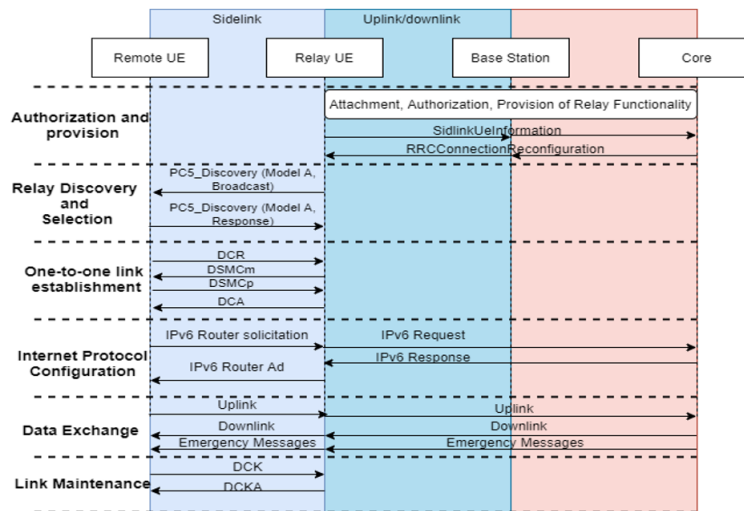 Sidelink
Uplink/downlink
Remote UE
Relay UE
Base Station
Core
Authorization and
provision
Attachment, Authorization, Provision of Relay Functionality
SidlinkUeInformation
RRCConnectionReconfiguration
Relay Discovery
and
Selection
PC5_Discovery (Model A,
Broadcast)
PC5_Discovery (Model A,
Response)
One-to-one link
establishment
DCR
DSMCm
DSMCp
DCA
Internet Protocol
Configuration
IPv6 Router solicitation
IPv6 Request
IPv6 Response
IPv6 Router Ad
Data Exchange
Uplink
Uplink
Downlink
Downlink
Emergency Messages
Emergency Messages
Link Maintenance
DCK
DCKA